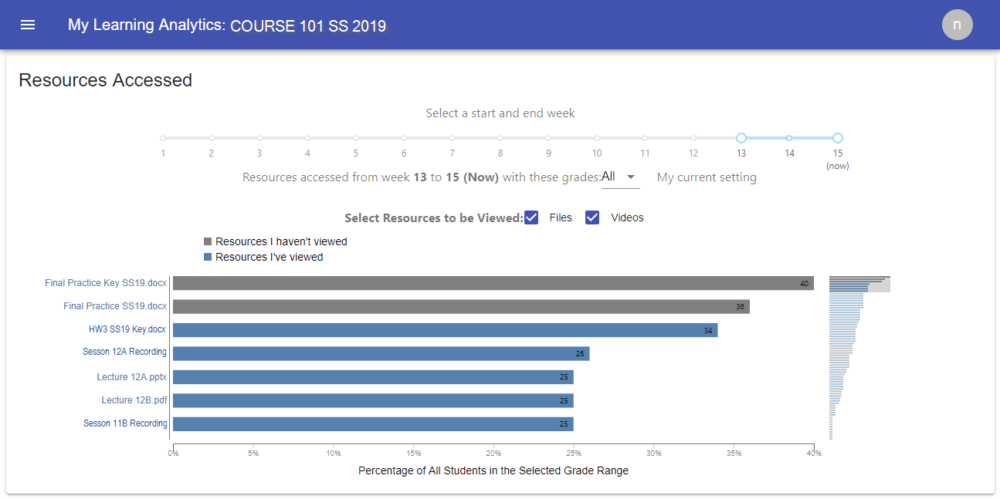 My Learning Analytics: COURSE 101 SS 2019
n
Resources Accessed
Select a start and end week
1 2 3 4 5 6 7 8 9 10 11 12 13 14 15
(now)
Resources accessed from week 13 to 15 (Now) with these grades: All My current setting
Select Resources to be Viewed: Files Videos
Resources I haven't viewed
Resources I've viewed
Final Practice Key SS19.docx 40
Final Practice SS19.docx 36
HW3 SS19 Key.docx 34
Sesson 12A Recording 26
Lecture 12A.pptx 25
Lecture 12B.pdf 25
Sesson 11B Recording 25
0% 5% 10% 15% 20% 25% 30% 35% 40%
Percentage of All Students in the Selected Grade Range